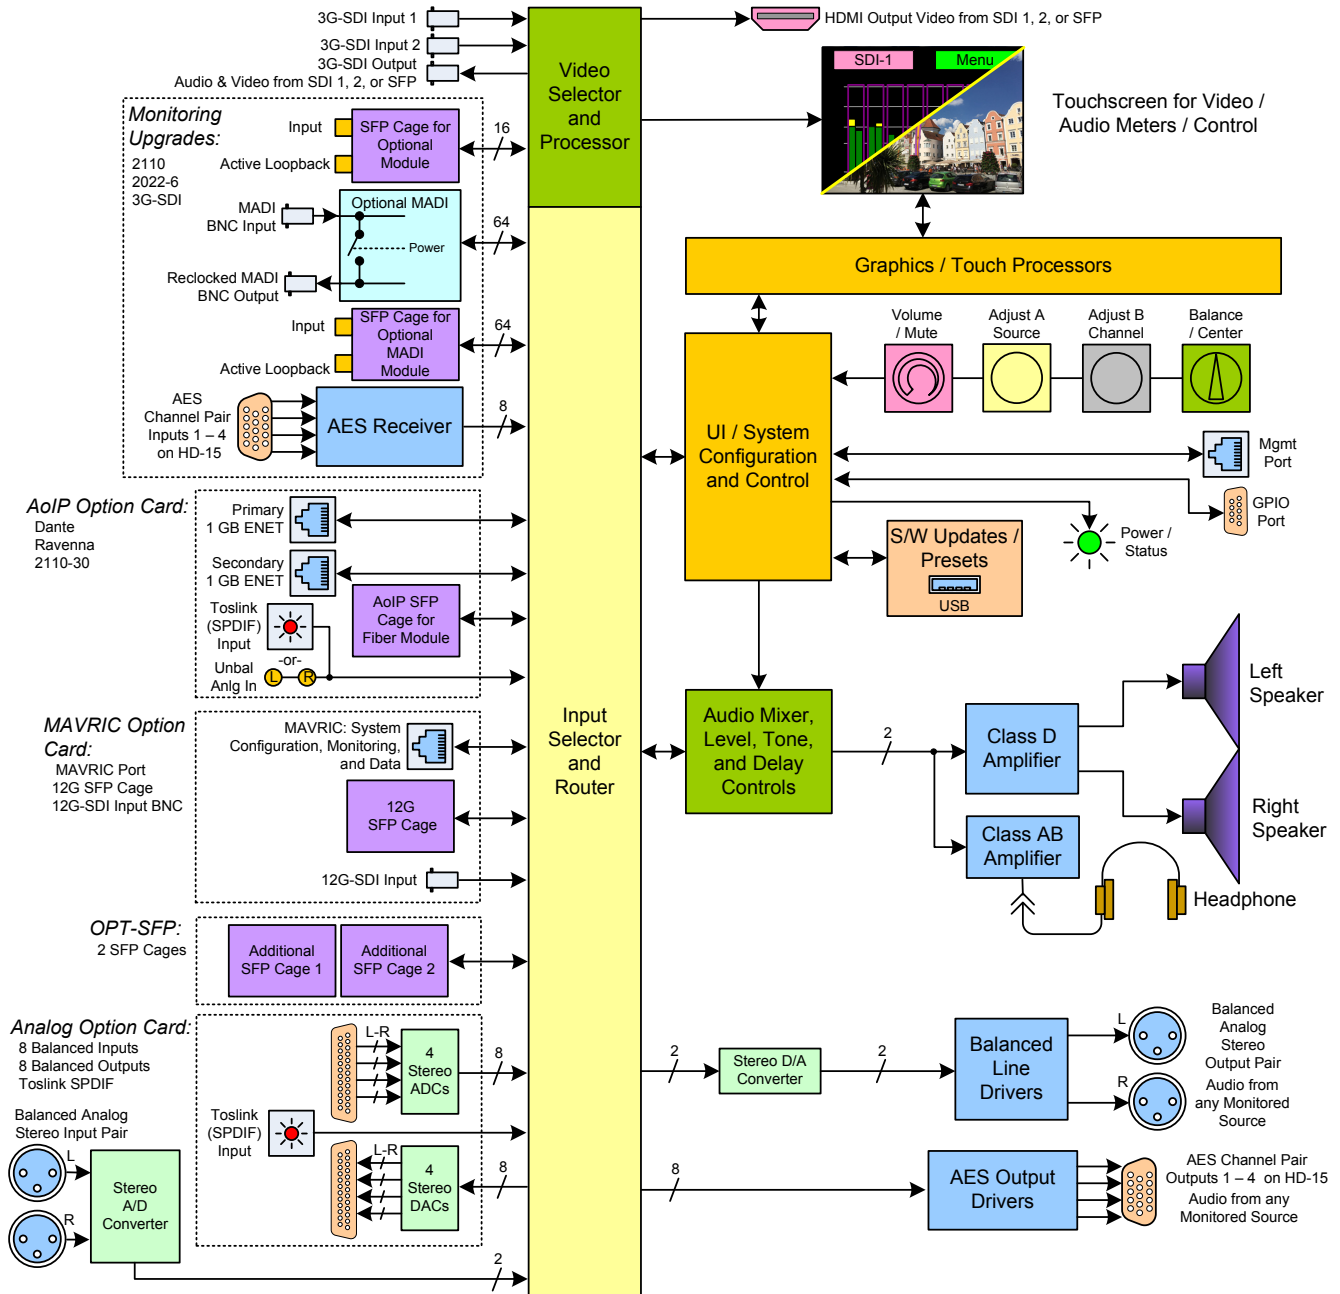 3G-SDI Input 1
3G-SDI Input 2
3G-SDI Output
Audio & Video from SDI 1, 2, or SFP
Video
Selector
and
Processor
HDMI Output Video from SDI 1, 2, or SFP
SDI-1
Menu
Touchscreen for Video /
Audio Meters / Control
Monitoring
Upgrades:
2110
2022-6
3G-SDI
Input
Active Loopback
SFP Cage for
Optional
Module
16
MADI
BNC Input
Reclocked MADI
BNC Output
Optional MADI
Power
64
Input
Active Loopback
SFP Cage for
Optional
MADI
Module
64
AES
Channel Pair
Inputs 1 – 4
on HD-15
AES Receiver
8
Graphics / Touch Processors
Volume
/ Mute
Adjust A
Source
Adjust B
Channel
Balance
/ Center
UI / System
Configuration
and Control
Mgmt
Port
GPIO
Port
Power /
Status
S/W Updates /
Presets
USB
AoIP Option Card:
Dante
Ravenna
2110-30
Primary
1 GB ENET
Secondary
1 GB ENET
Toslink
(SPDIF)
Input
-or-
Unbal
Anlg In
L
R
AoIP SFP
Cage for
Fiber Module
Input
Selector
and
Router
MAVRIC Option
Card:
MAVRIC Port
12G SFP Cage
12G-SDI Input BNC
MAVRIC: System
Configuration, Monitoring,
and Data
12G
SFP Cage
12G-SDI Input
Audio Mixer,
Level, Tone,
and Delay
Controls
2
Class D
Amplifier
Class AB
Amplifier
Left
Speaker
Right
Speaker
Headphone
OPT-SFP:
2 SFP Cages
Additional
SFP Cage 1
Additional
SFP Cage 2
Analog Option Card:
8 Balanced Inputs
8 Balanced Outputs
Toslink SPDIF
L-R
4
Stereo
ADCs
8
Toslink
(SPDIF)
Input
L-R
4
Stereo
DACs
8
Balanced Analog
Stereo Input Pair
L
R
Stereo
A/D
Converter
2
2
Stereo D/A
Converter
2
Balanced
Line
Drivers
L
R
Balanced
Analog
Stereo
Output Pair
Audio from
any Monitored
Source
8
AES Output
Drivers
AES Channel Pair
Outputs 1 – 4 on HD-15
Audio from any
Monitored Source